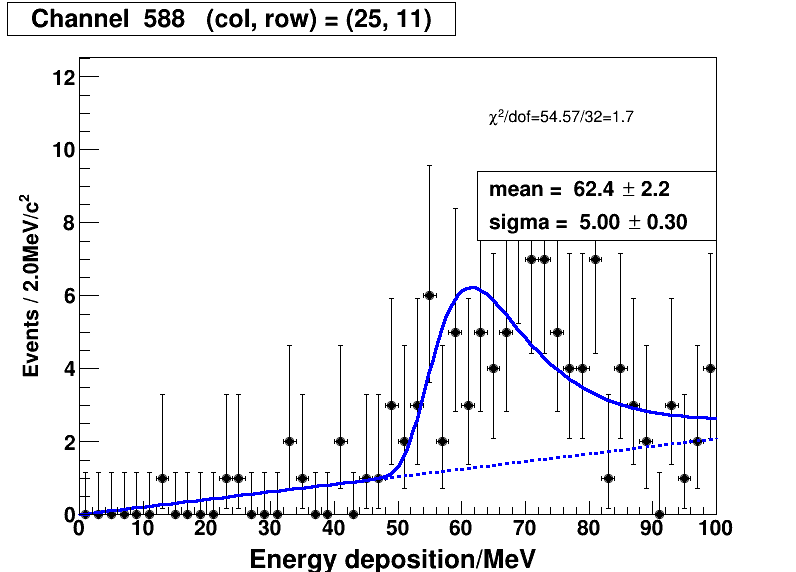 Channel  588   (col, row) = (25, 11)
Events / 2.0MeV/c²
12
10
8
6
4
2
0
χ²/dof=54.57/32=1.7
mean =  62.4 ± 2.2
sigma =  5.00 ± 0.30
0 10 20 30 40 50 60 70 80 90 100
Energy deposition/MeV